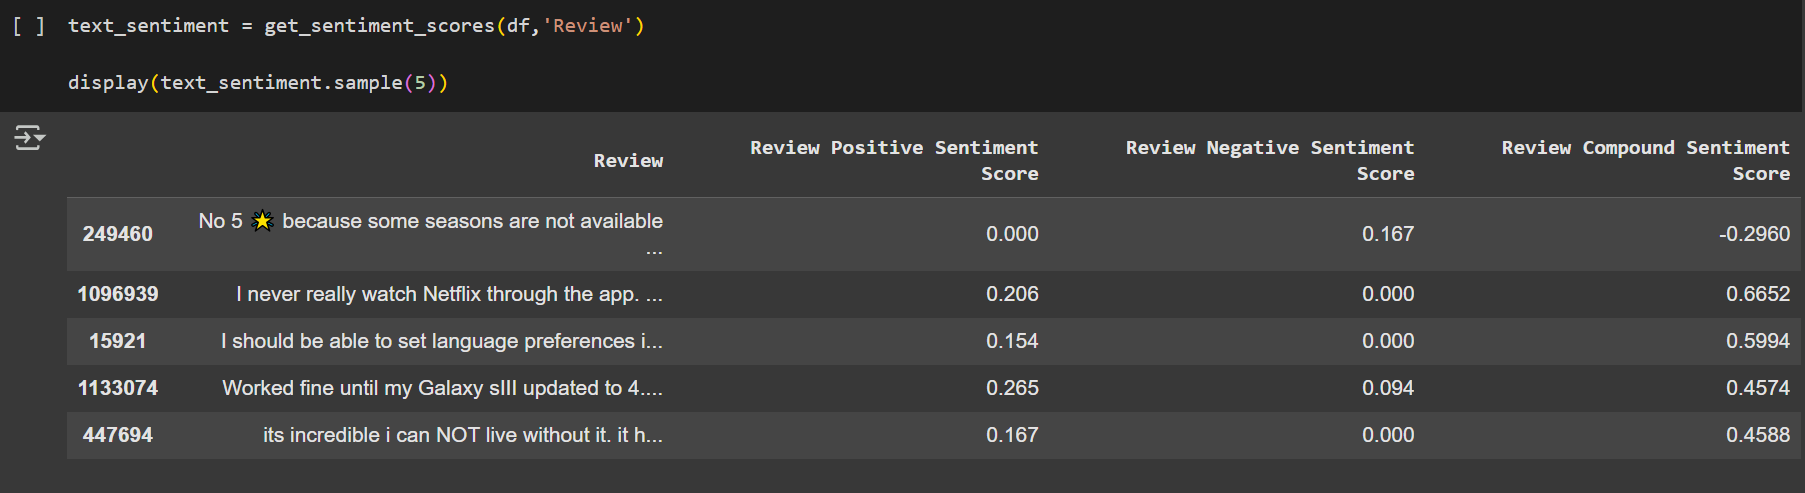 [ ] text_sentiment = get_sentiment_scores(df,'Review')
display(text_sentiment.sample(5))
Review Review Positive Sentiment Score Review Negative Sentiment Score Review Compound Sentiment Score
249460 No 5 🌟 because some seasons are not available ... 0.000 0.167 -0.2960
1096939 I never really watch Netflix through the app. ... 0.206 0.000 0.6652
15921 I should be able to set language preferences i... 0.154 0.000 0.5994
1133074 Worked fine until my Galaxy sIII updated to 4.... 0.265 0.094 0.4574
447694 its incredible i can NOT live without it. it h... 0.167 0.000 0.4588